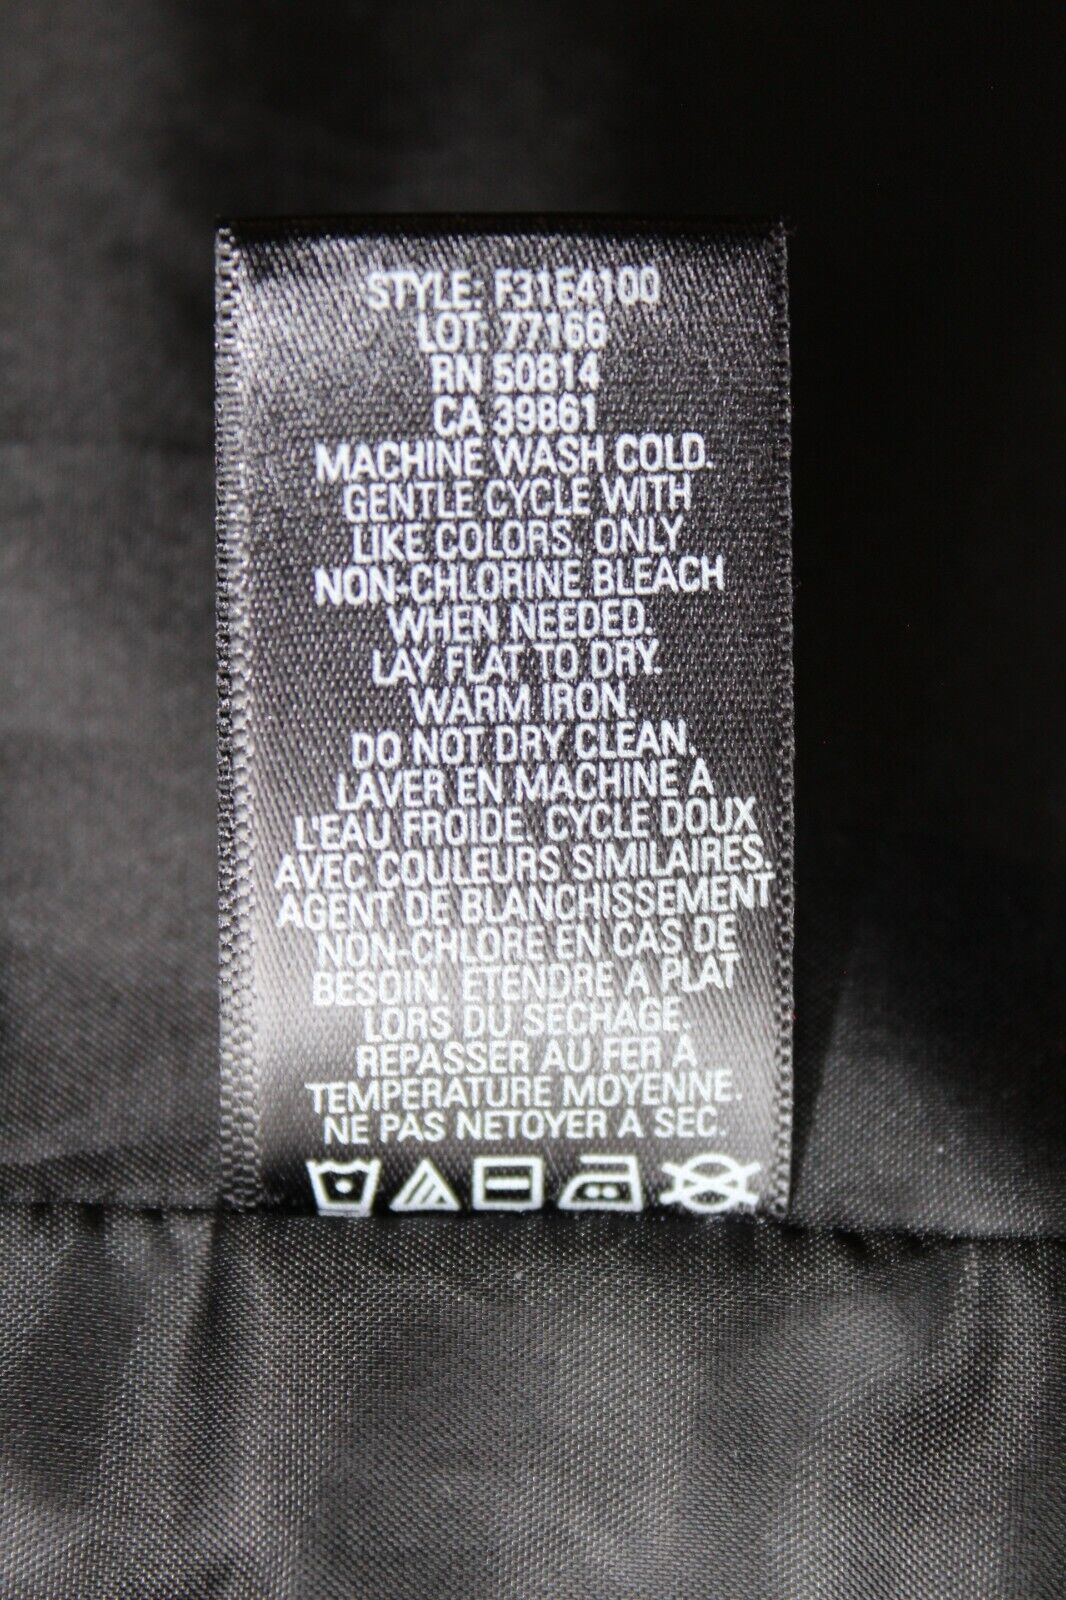 STYLE: F31E4100
LOT: 77166
RN 50814
CA 39861
MACHINE WASH COLD.
GENTLE CYCLE WITH
LIKE COLORS. ONLY
NON-CHLORINE BLEACH
WHEN NEEDED.
LAY FLAT TO DRY.
WARM IRON.
DO NOT DRY CLEAN.
LAVER EN MACHINE A
L'EAU FROIDE. CYCLE DOUX
AVEC COULEURS SIMILAIRES.
AGENT DE BLANCHISSEMENT
NON-CHLORE EN CAS DE
BESOIN. ETENDRE A PLAT
LORS DU SECHAGE.
REPASSER AU FER A
TEMPERATURE MOYENNE.
NE PAS NETOYER A SEC.